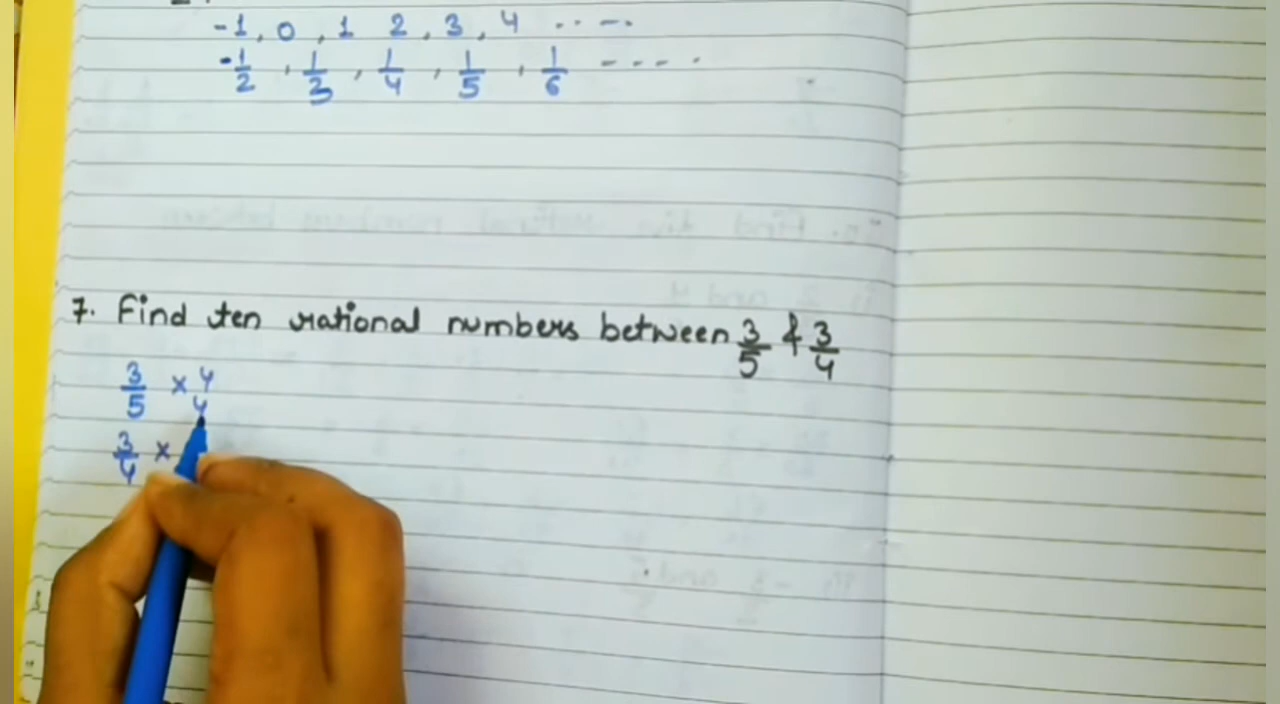 -1, 0, 1 2, 3, 4 .....
-1/2, 1/3, 1/4, 1/5, 1/6 -----
7. Find ten rational numbers between 3/5 & 3/4
3/5 × 4/4
3/4 ×